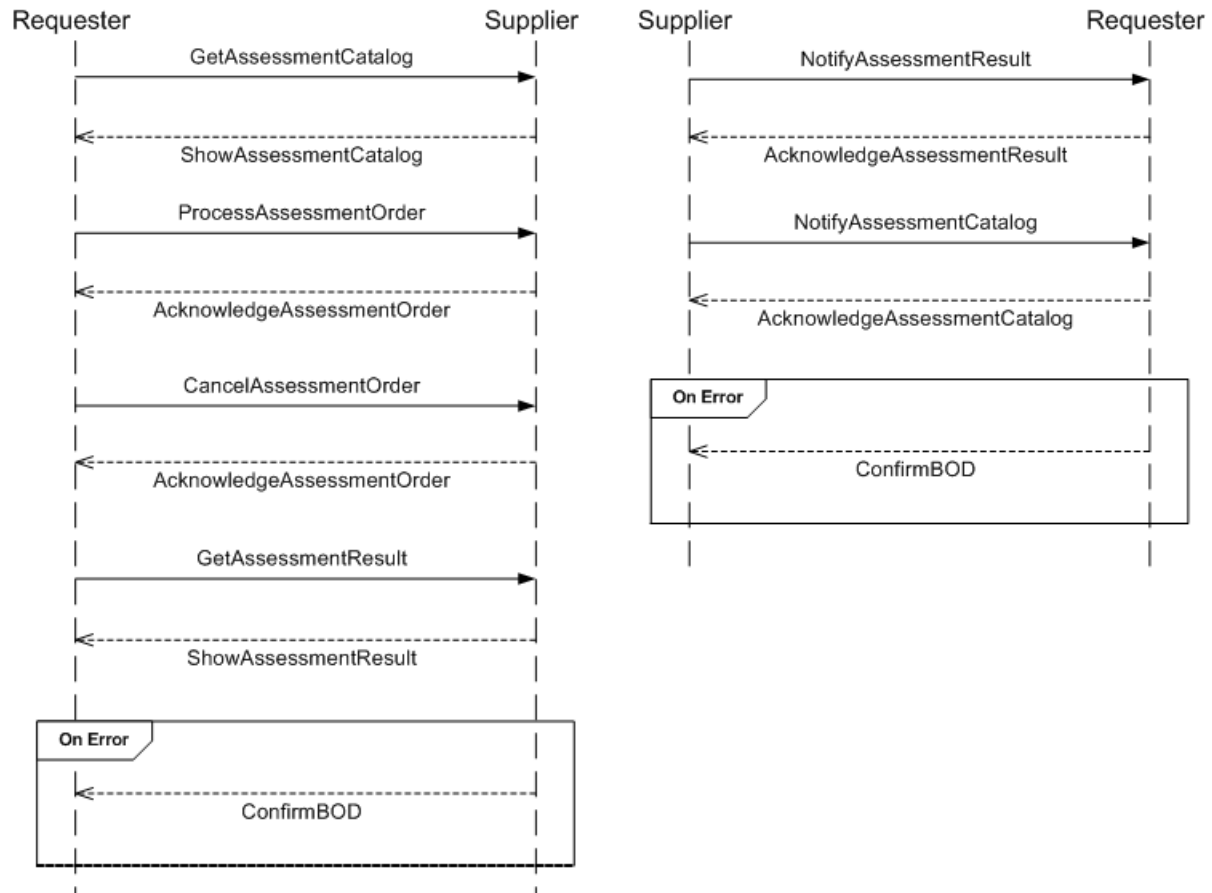 Requester
Supplier
GetAssessmentCatalog
ShowAssessmentCatalog
ProcessAssessmentOrder
AcknowledgeAssessmentOrder
CancelAssessmentOrder
AcknowledgeAssessmentOrder
GetAssessmentResult
ShowAssessmentResult
On Error
ConfirmBOD
Supplier
Requester
NotifyAssessmentResult
AcknowledgeAssessmentResult
NotifyAssessmentCatalog
AcknowledgeAssessmentCatalog
On Error
ConfirmBOD